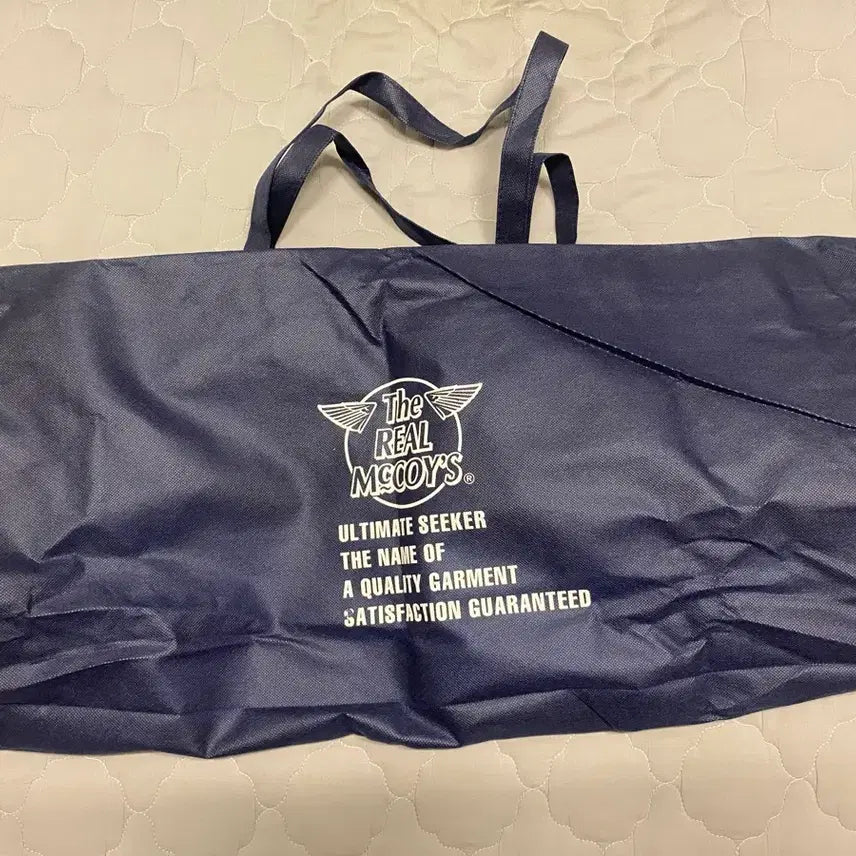 The
REAL
McCOY'S®
ULTIMATE SEEKER
THE NAME OF
A QUALITY GARMENT
SATISFACTION GUARANTEED